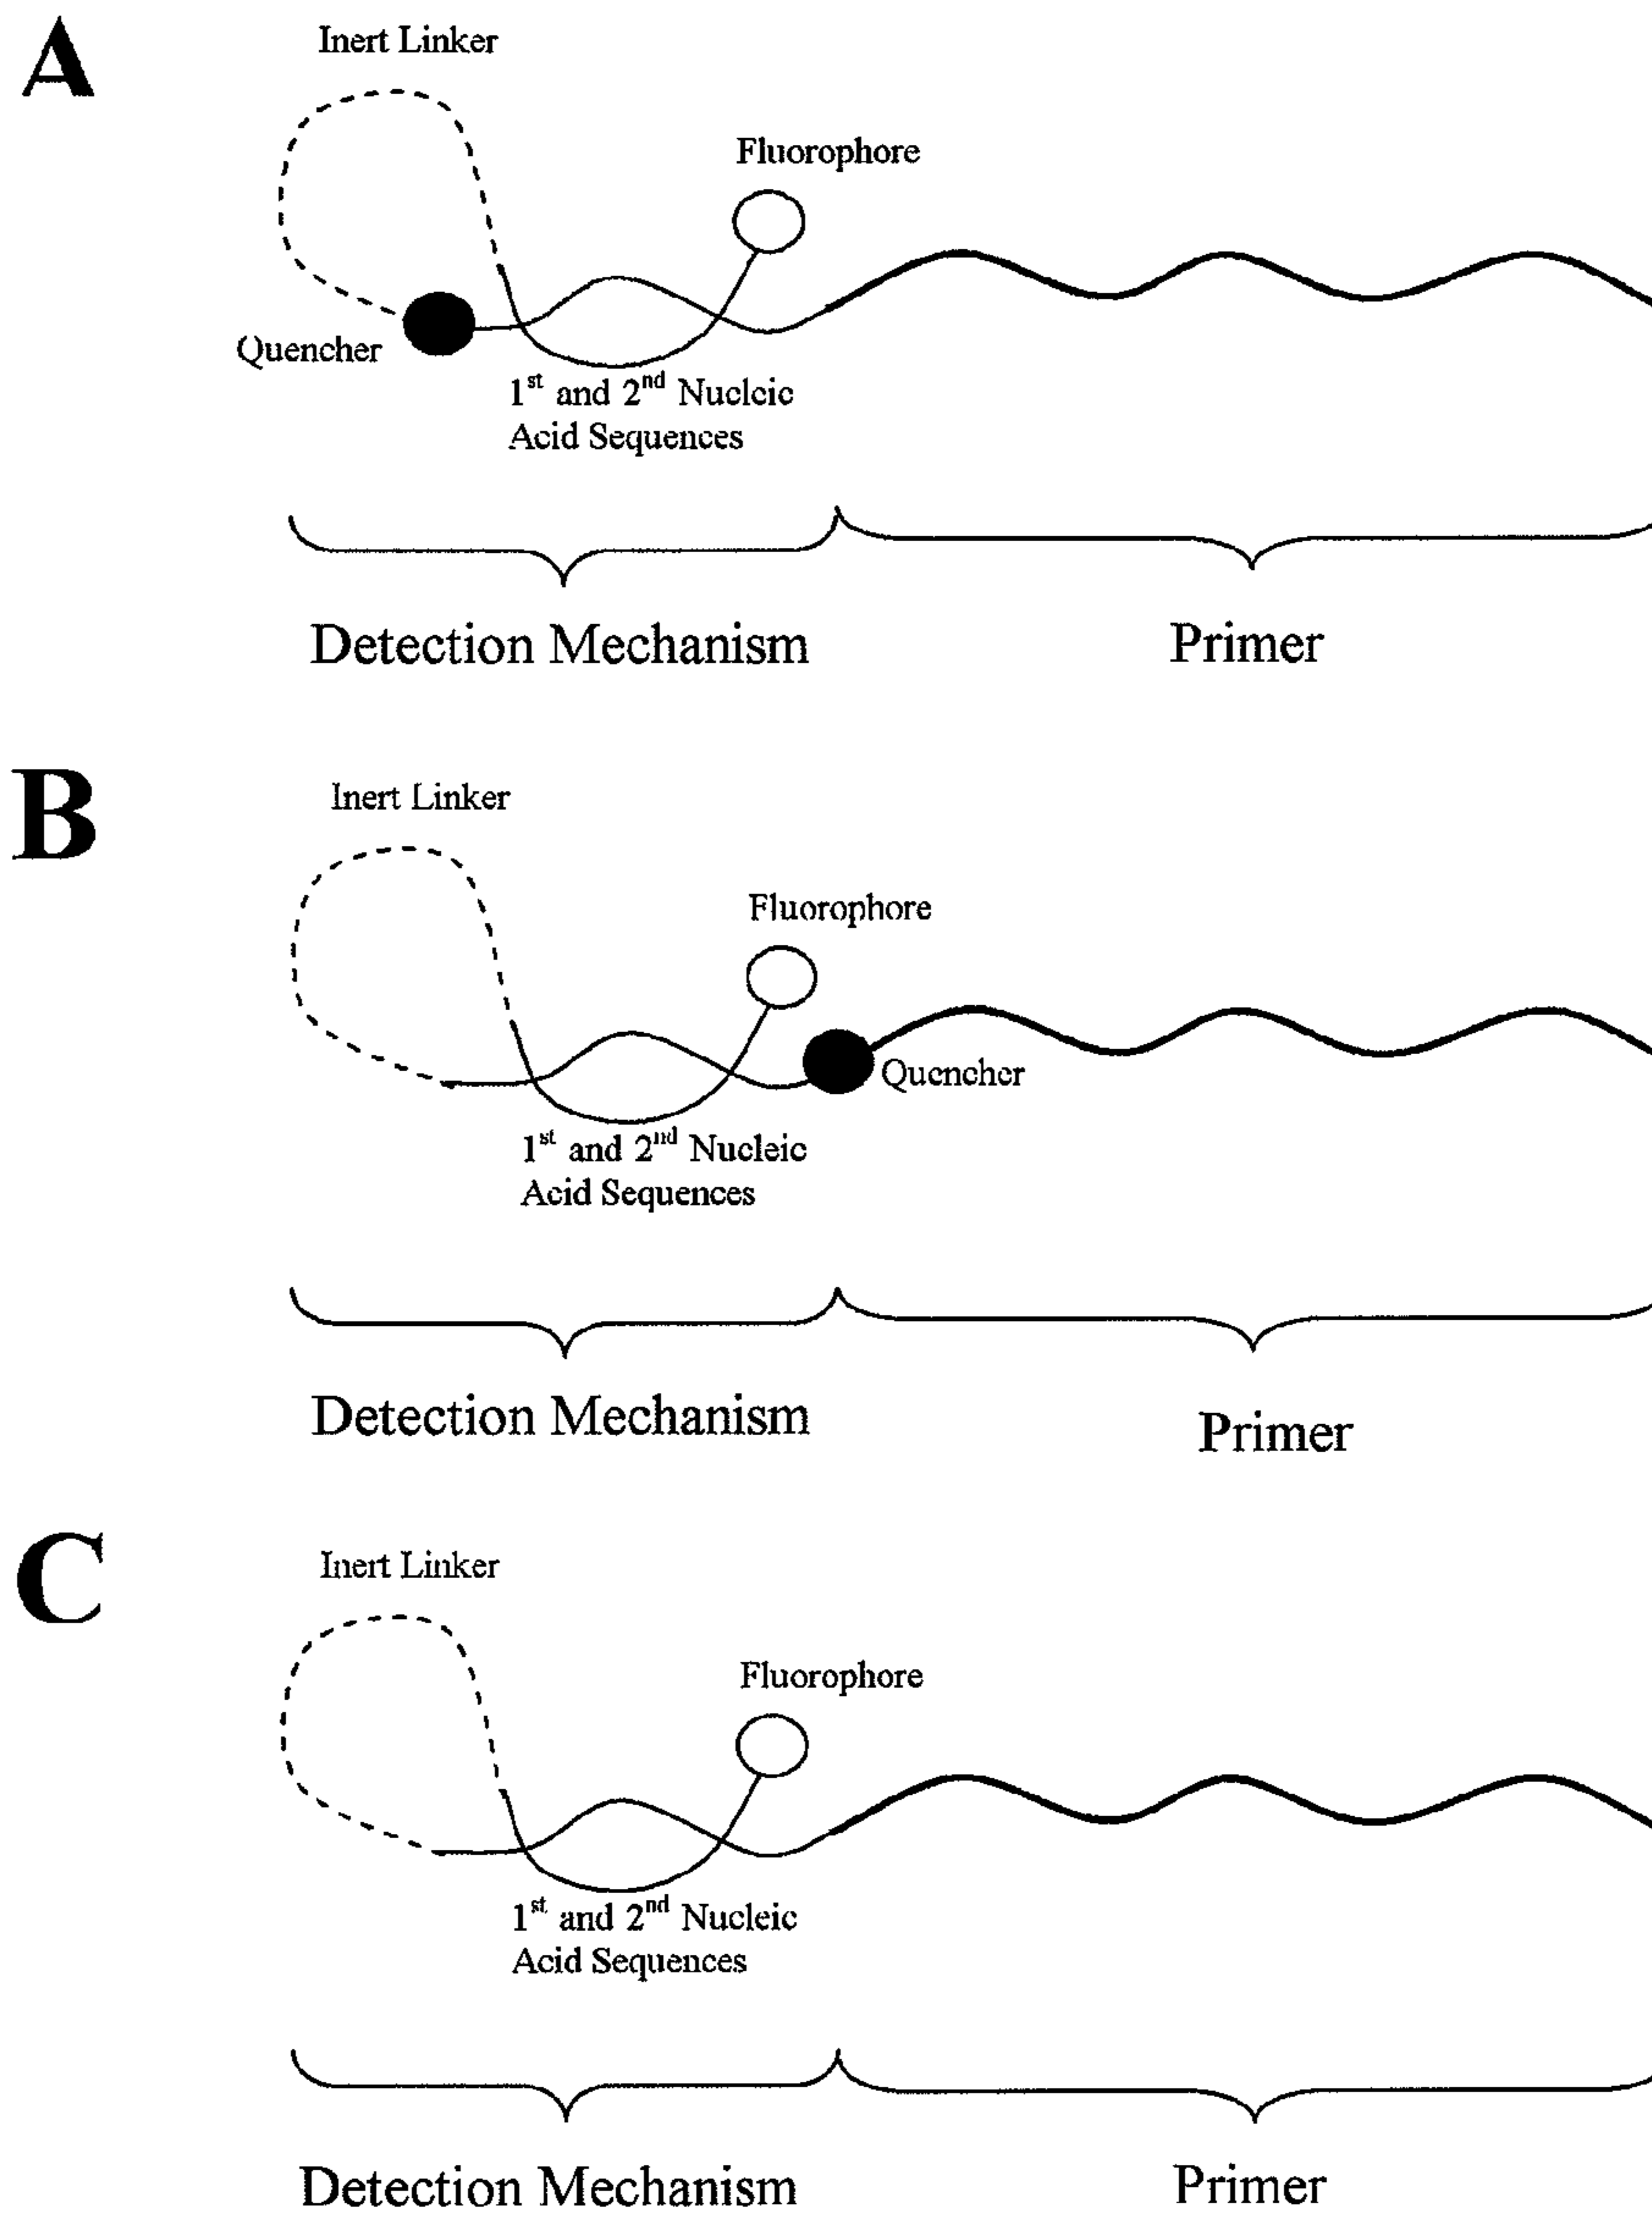 A
Inert Linker
Fluorophore
Quencher
1st and 2nd Nucleic
Acid Sequences
Detection Mechanism
Primer
B
Inert Linker
Fluorophore
Quencher
1st and 2nd Nucleic
Acid Sequences
Detection Mechanism
Primer
C
Inert Linker
Fluorophore
1st and 2nd Nucleic
Acid Sequences
Detection Mechanism
Primer